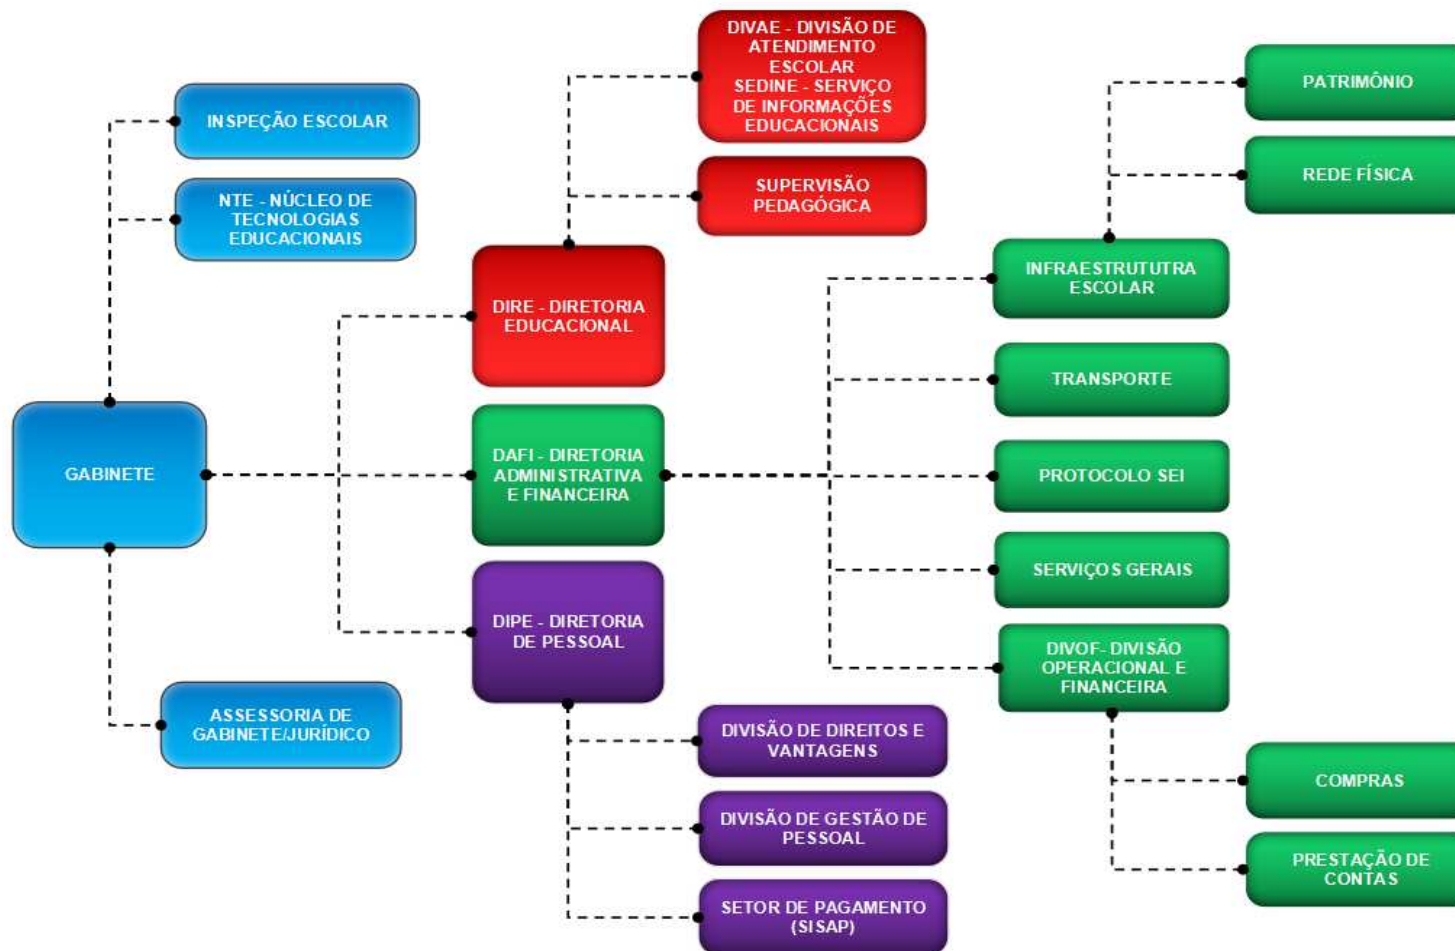 INSPEÇÃO ESCOLAR
NTE - NÚCLEO DE
TECNOLOGIAS
EDUCACIONAIS
GABINETE
ASSESSORIA DE
GABINETE/JURÍDICO
DIVAE - DIVISÃO DE
ATENDIMENTO
ESCOLAR
SEDINE - SERVIÇO
DE INFORMAÇÕES
EDUCACIONAIS
SUPERVISÃO
PEDAGÓGICA
DIRE - DIRETORIA
EDUCACIONAL
DAFI - DIRETORIA
ADMINISTRATIVA
E FINANCEIRA
DIPE - DIRETORIA
DE PESSOAL
DIVISÃO DE DIREITOS E
VANTAGENS
DIVISÃO DE GESTÃO DE
PESSOAL
SETOR DE PAGAMENTO
(SISAP)
PATRIMÔNIO
REDE FÍSICA
INFRAESTRUTUTRA
ESCOLAR
TRANSPORTE
PROTOCOLO SEI
SERVIÇOS GERAIS
DIVOF- DIVISÃO
OPERACIONAL E
FINANCEIRA
COMPRAS
PRESTAÇÃO DE
CONTAS